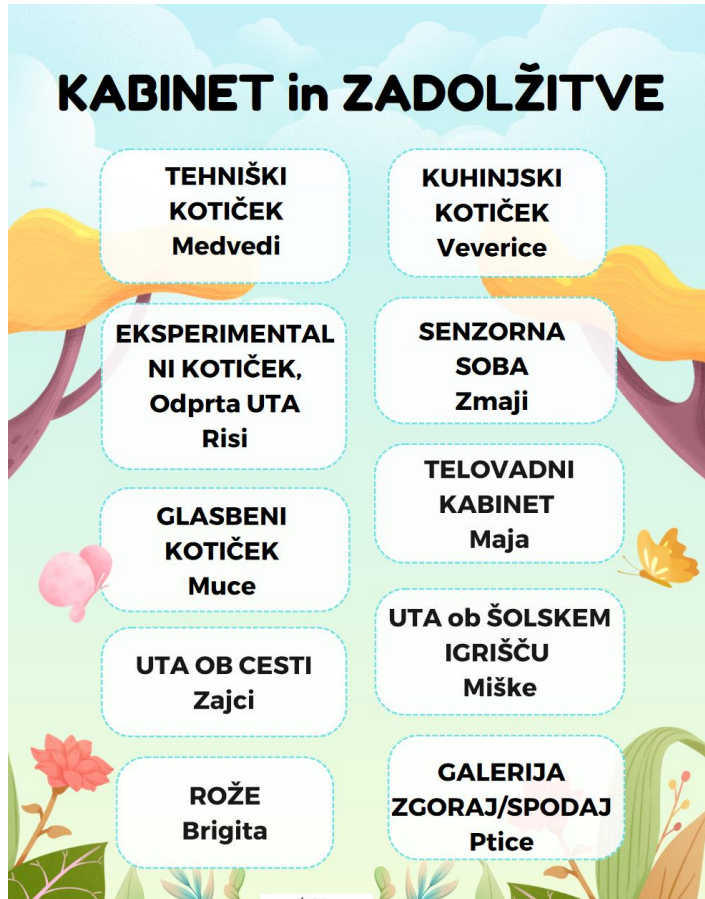 KABINET in ZADOLŽITVE
TEHNIŠKI
KOTIČEK
Medvedi
KUHINJSKI
KOTIČEK
Veverice
EKSPERIMENTAL
NI KOTIČEK,
Odprta UTA
Risi
SENZORNA
SOBA
Zmaji
GLASBENI
KOTIČEK
Muce
TELOVADNI
KABINET
Maja
UTA OB CESTI
Zajci
UTA ob ŠOLSKEM
IGRIŠČU
Miške
ROŽE
Brigita
GALERIJA
ZGORAJ/SPODAJ
Ptice